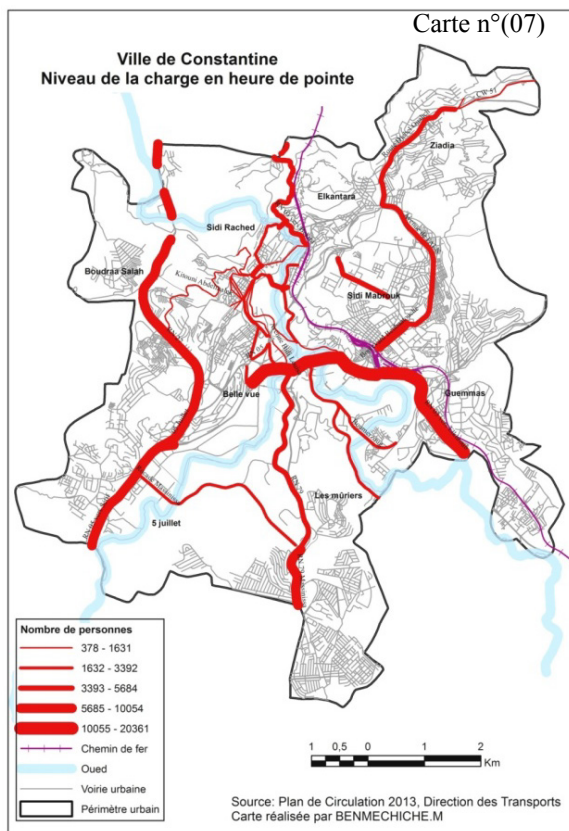 Carte n°(07)
Ville de Constantine
Niveau de la charge en heure de pointe
Ziadia
Elkantara
Sidi Rached
Boudraa Salah
Sidi Mabrouk
Belle vue
Guemmas
Les mûriers
5 juillet
Nombre de personnes
378 - 1631
1632 - 3392
3393 - 5684
5685 - 10054
10055 - 20361
Chemin de fer
Oued
Voirie urbaine
Périmètre urbain
1 0,5 0 1 2
Km
Source: Plan de Circulation 2013, Direction des Transports
Carte réalisée par BENMECHICHE.M